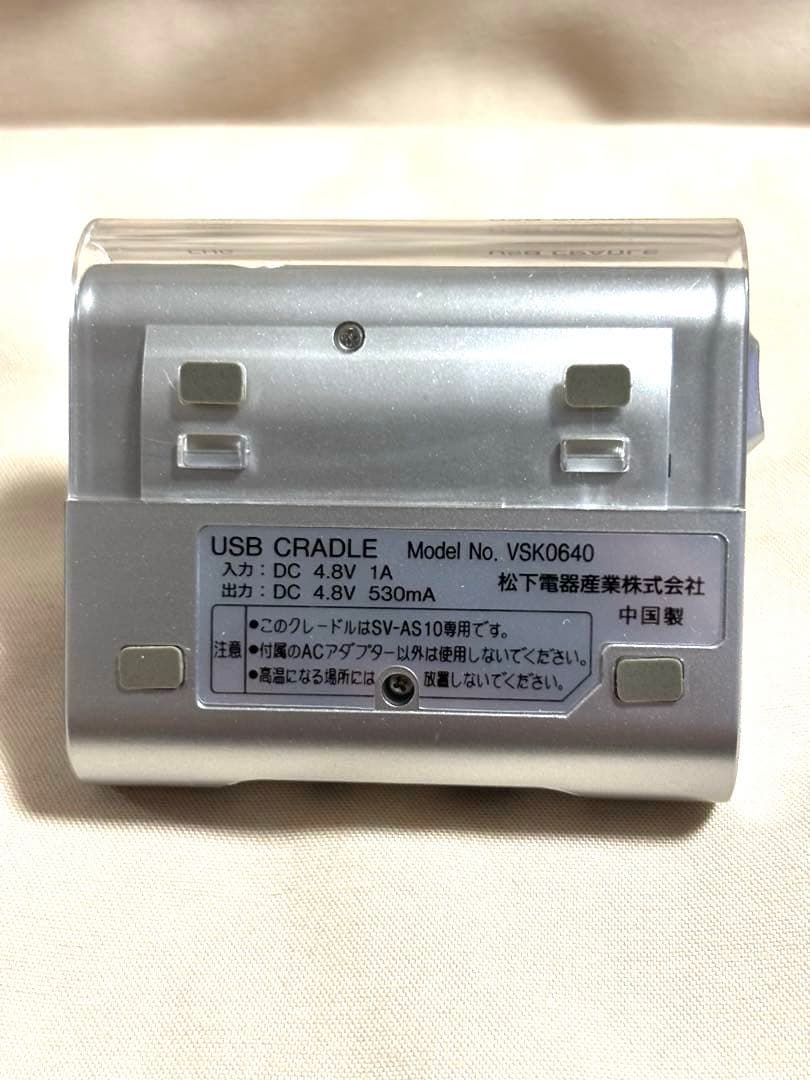 USB CRADLE
USB CRADLE Model No. VSK0640
入力：DC 4.8V 1A
出力：DC 4.8V 530mA
松下電器産業株式会社
中国製
注意
●このクレードルはSV-AS10専用です。
●付属のACアダプター以外は使用しないでください。
●高温になる場所には 放置しないでください。